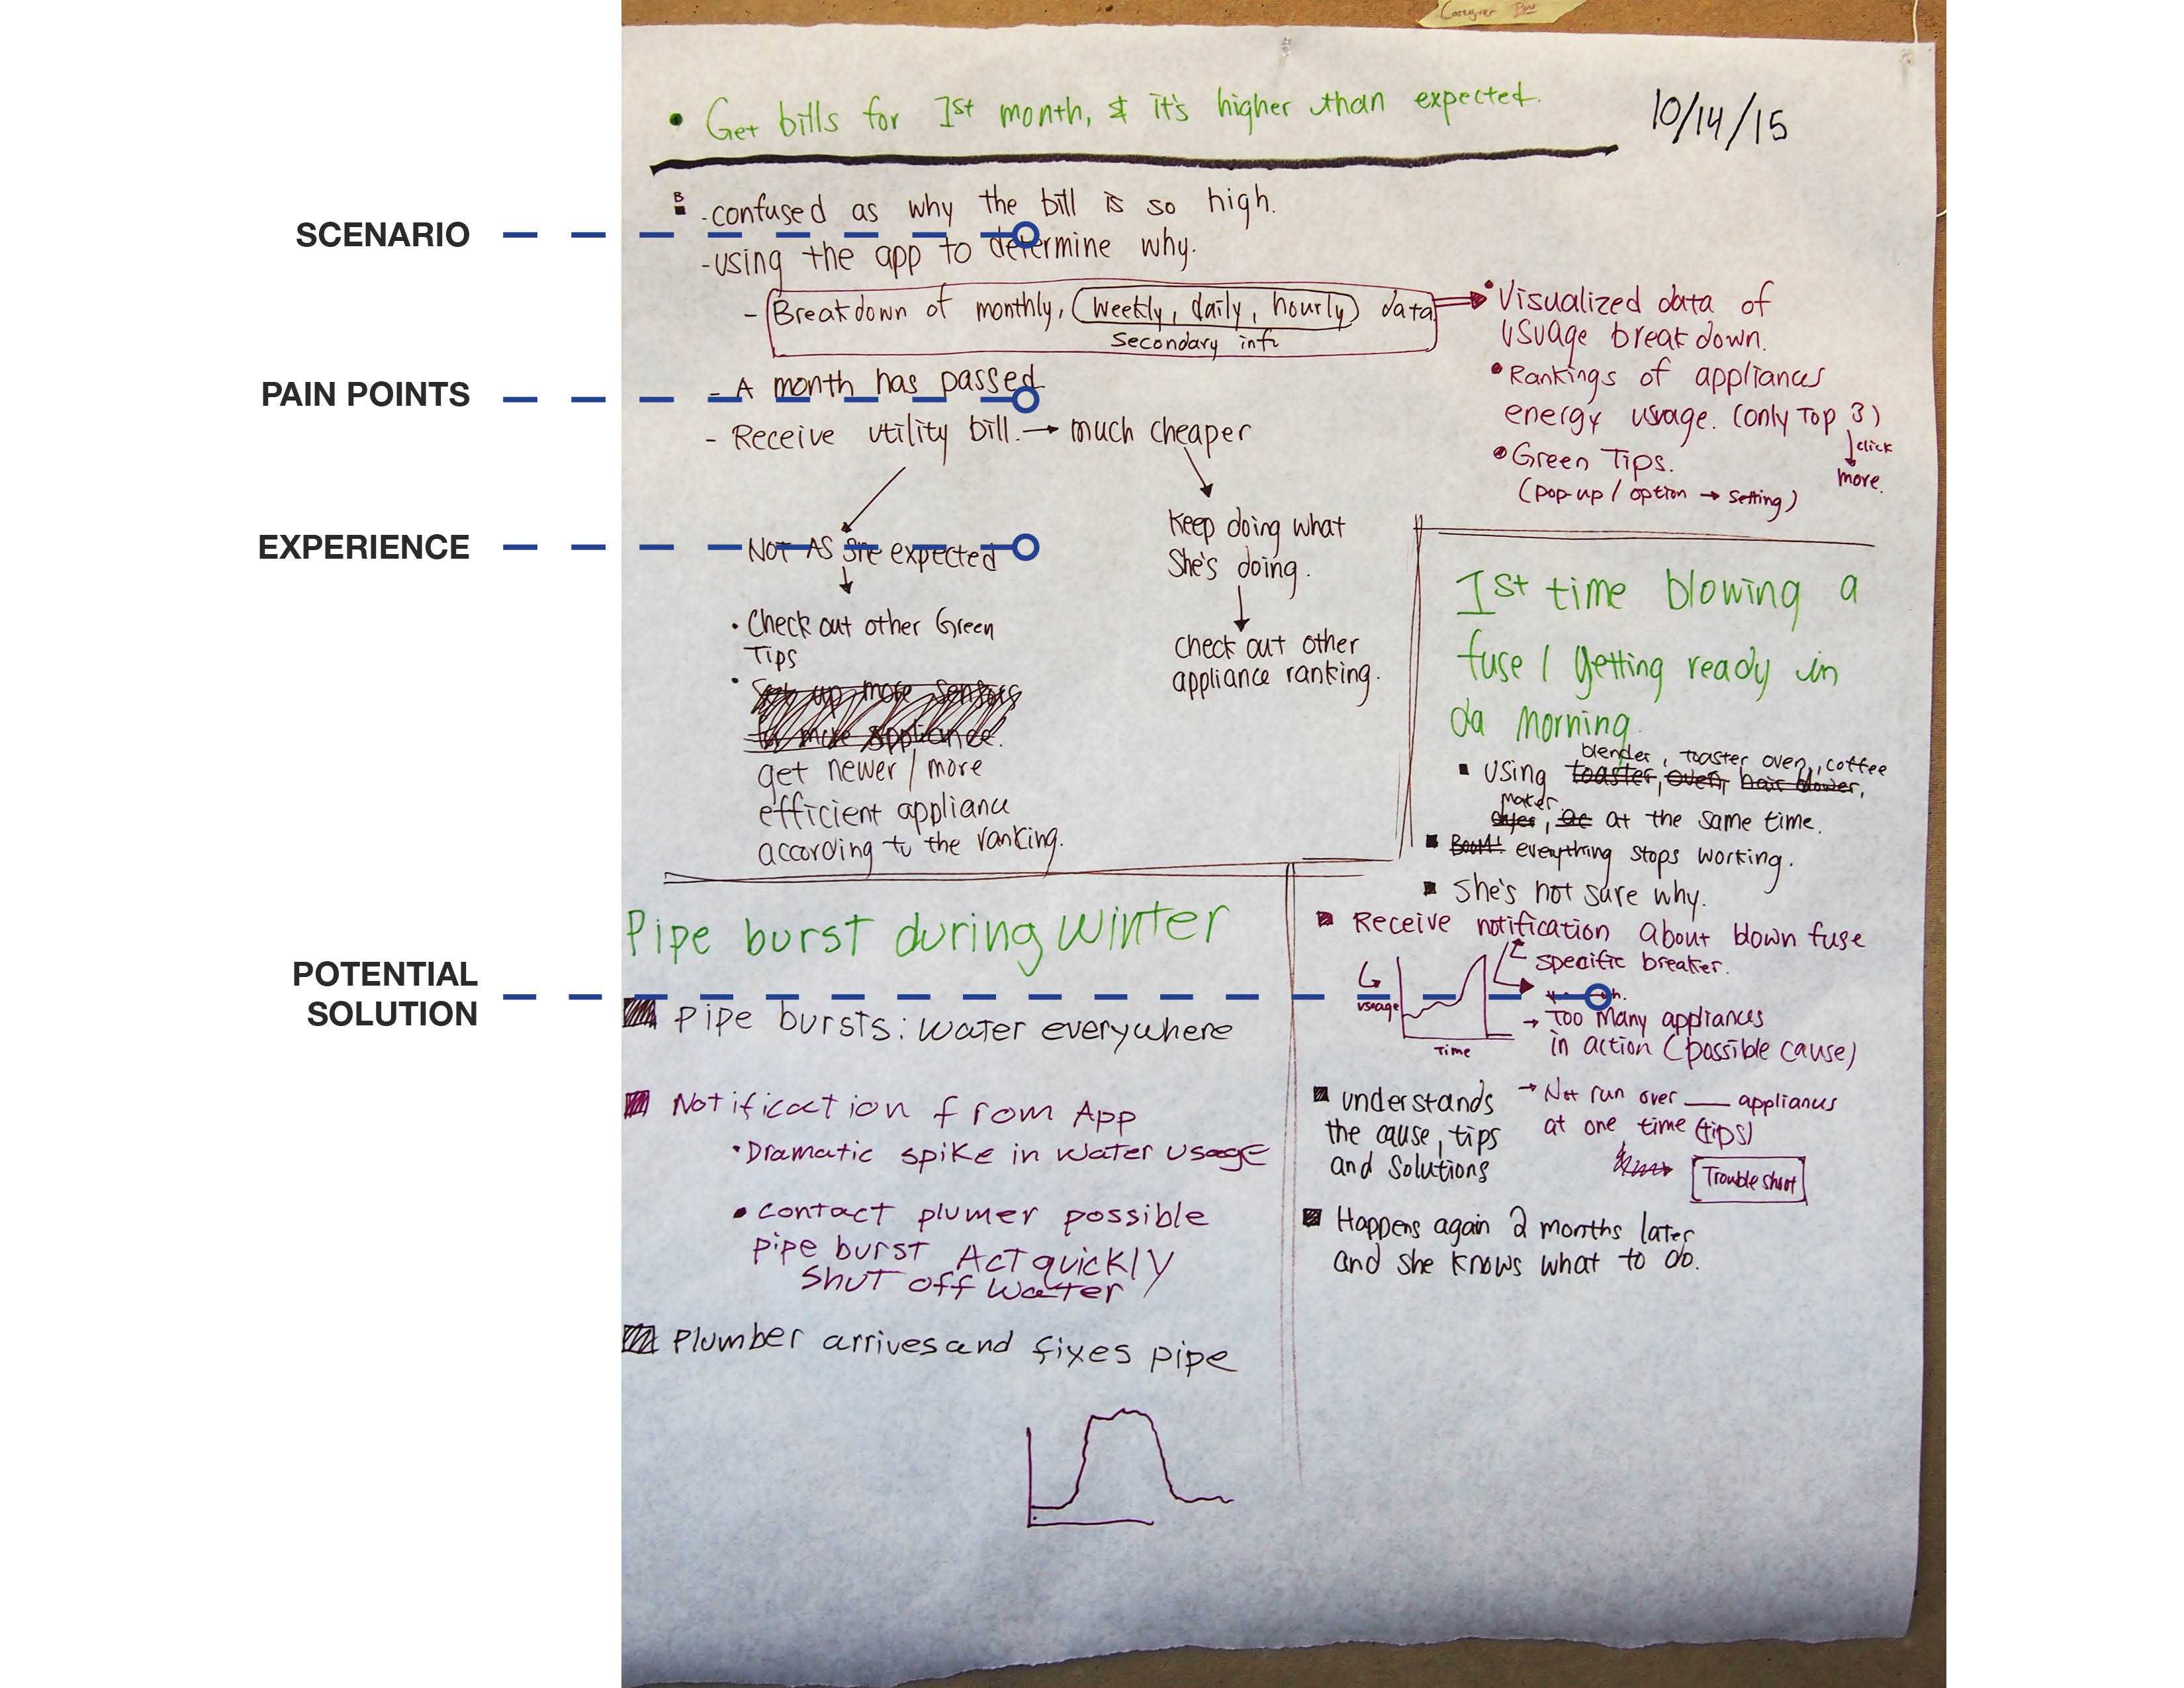 Caregiver
• Get bills for 1st month, & it's higher than expected.
10/14/15
SCENARIO
PAIN POINTS
EXPERIENCE
POTENTIAL
SOLUTION
B
- confused as why the bill is so high.
- using the app to determine why.
- Breakdown of monthly, (weekly, daily, hourly) data
Secondary info
- A month has passed
- Receive utility bill. → much cheaper
Not AS She expected
• Check out other Green
Tips
• Set up more sensors
to more appliance.
get newer / more
efficient appliance
according to the ranking.
Keep doing what
She's doing.
check out other
appliance ranking.
• Visualized data of
usuage breakdown.
• Rankings of appliances
energy usuage. (only Top 3)
click
more.
• Green Tips.
(pop-up / option → setting)
1st time blowing a
fuse / getting ready in
da morning.
blender, toaster oven, coffee
▪ using toaster, oven, hair blower,
maker
dryer, ac at the same time.
▪ Boom! everything stops working.
▪ She's not sure why.
▪ Receive notification about blown fuse
specific breaker.
usuage
Time
→ Too many appliances
in action (possible cause)
→ Not run over ___ appliances
at one time (tips)
Troubleshoot
▪ understands
the cause, tips
and solutions
▪ Happens again 2 months later
and she knows what to do.
Pipe burst during winter
Pipe bursts: water everywhere
Notification from App
• Dramatic spike in water usage
• contact plumer possible
pipe burst Act quickly
shut off water
Plumber arrives and fixes pipe